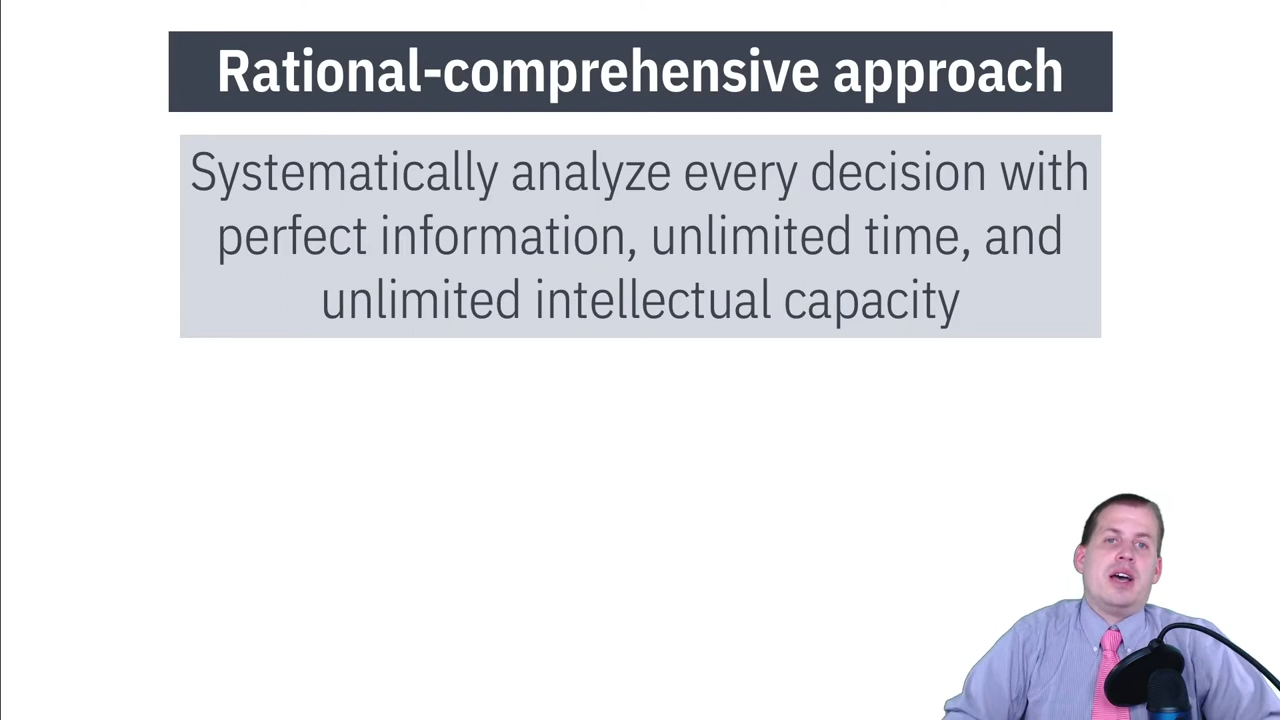 Rational-comprehensive approach
Systematically analyze every decision with
perfect information, unlimited time, and
unlimited intellectual capacity